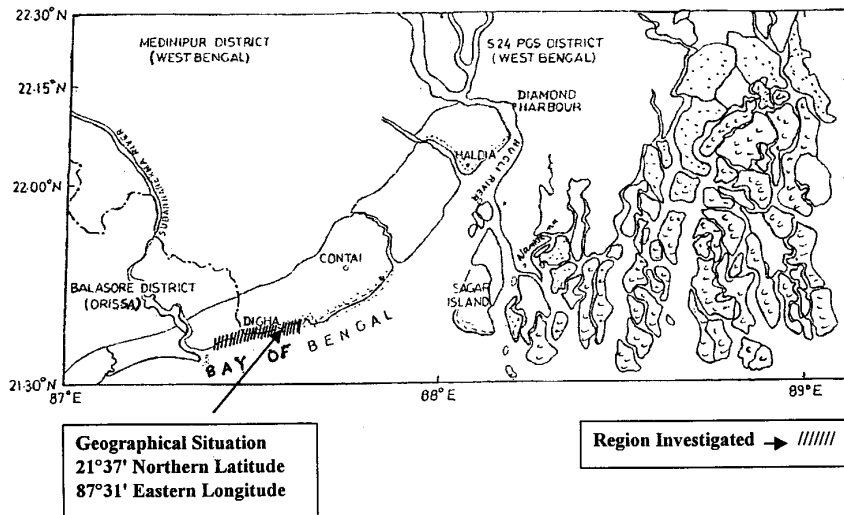 22:30°N
MEDINIPUR DISTRICT
(WEST BENGAL)
S 24 PGS DISTRICT
(WEST BENGAL)
22:15°N
DIAMOND
HARBOUR
SUBARNAREKHA RIVER
HALDIA
HUGLI RIVER
22:00°N
Namkhana
CONTAI
BALASORE DISTRICT
(ORISSA)
SAGAR
ISLAND
DIGHA
BAY OF BENGAL
21:30°N
87°E
88°E
89°E
Geographical Situation
21°37' Northern Latitude
87°31' Eastern Longitude
Region Investigated